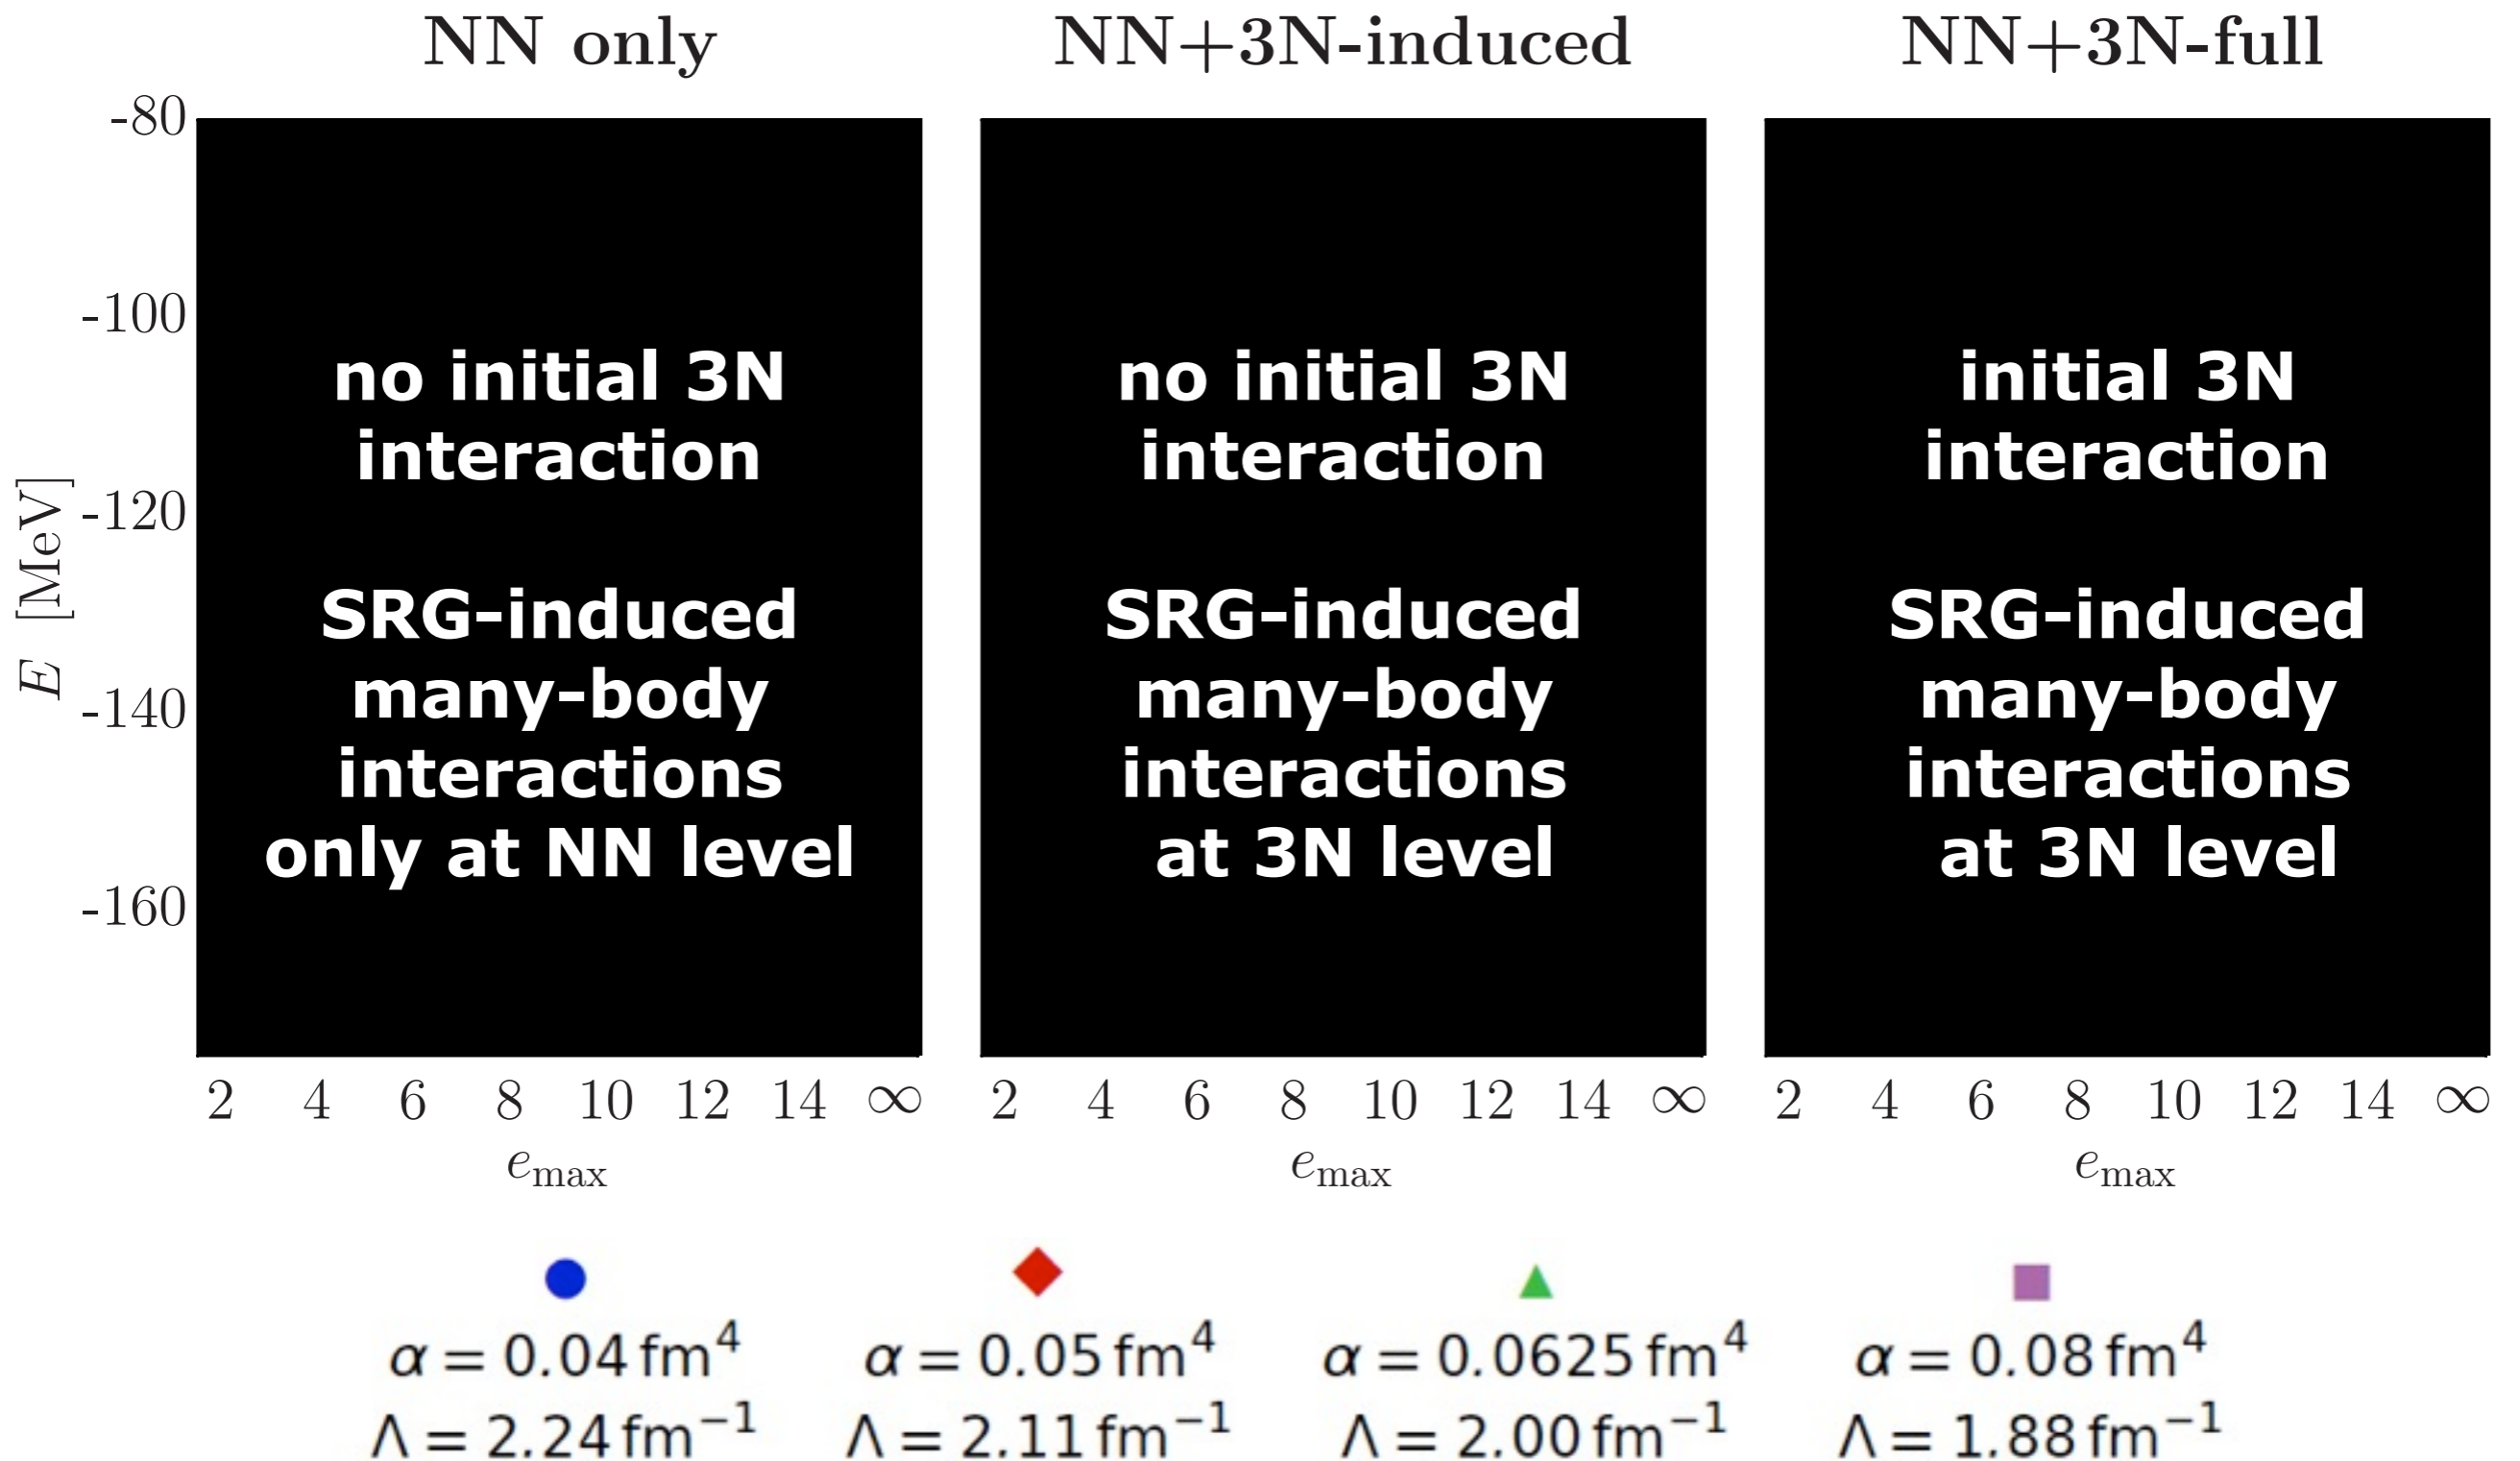 NN only NN+3N-induced NN+3N-full
-80
-100
-120
-140
-160
E [MeV]
no initial 3N
interaction
SRG-induced
many-body
interactions
only at NN level
no initial 3N
interaction
SRG-induced
many-body
interactions
at 3N level
initial 3N
interaction
SRG-induced
many-body
interactions
at 3N level
2 4 6 8 10 12 14 ∞ 2 4 6 8 10 12 14 ∞ 2 4 6 8 10 12 14 ∞
e_max e_max e_max
α = 0.04 fm⁴ α = 0.05 fm⁴ α = 0.0625 fm⁴ α = 0.08 fm⁴
Λ = 2.24 fm⁻¹ Λ = 2.11 fm⁻¹ Λ = 2.00 fm⁻¹ Λ = 1.88 fm⁻¹